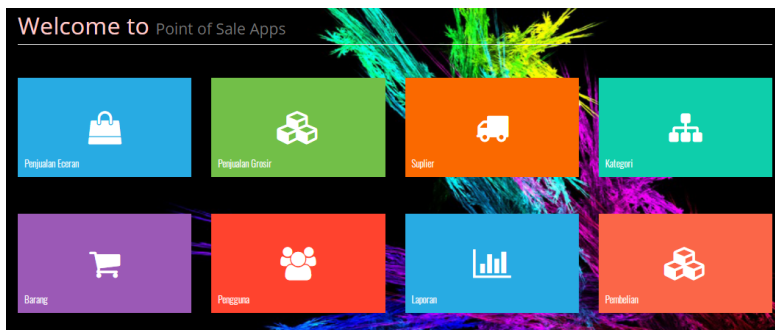 Welcome to Point of Sale Apps
Penjualan Eceran
Penjualan Grosir
Suplier
Kategori
Barang
Pengguna
Laporan
Pembelian